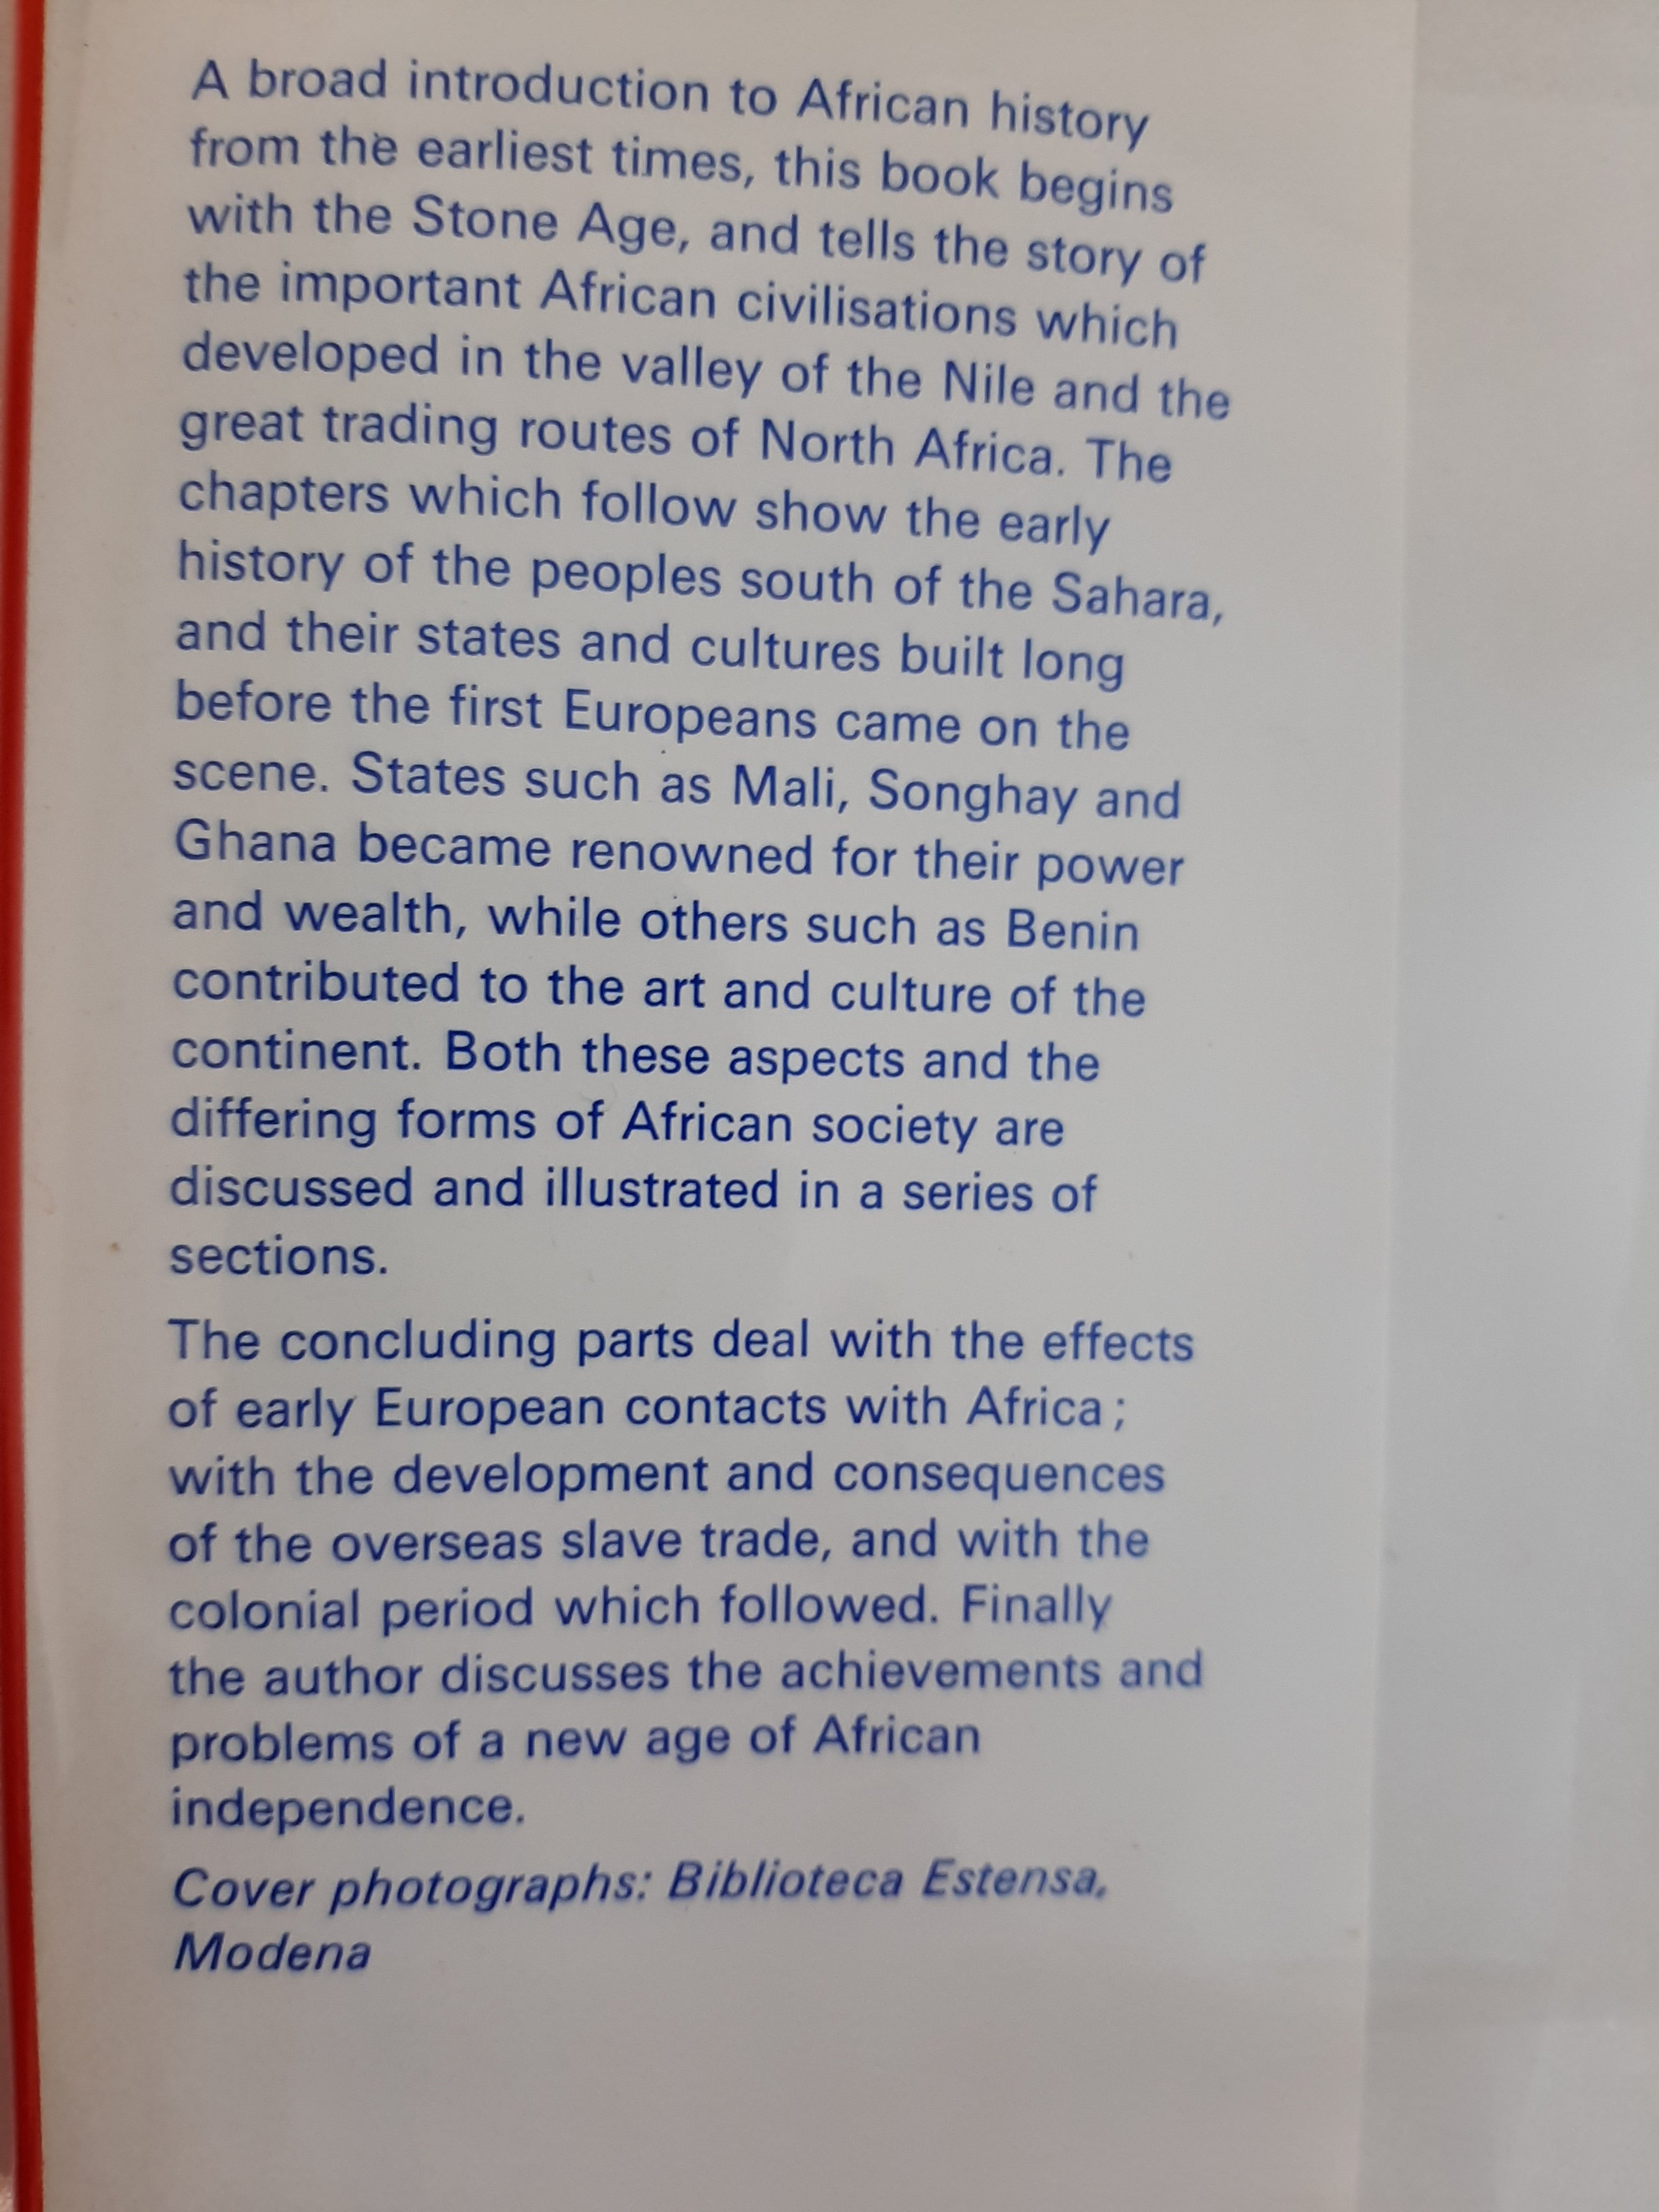 A broad introduction to African history
from the earliest times, this book begins
with the Stone Age, and tells the story of
the important African civilisations which
developed in the valley of the Nile and the
great trading routes of North Africa. The
chapters which follow show the early
history of the peoples south of the Sahara,
and their states and cultures built long
before the first Europeans came on the
scene. States such as Mali, Songhay and
Ghana became renowned for their power
and wealth, while others such as Benin
contributed to the art and culture of the
continent. Both these aspects and the
differing forms of African society are
discussed and illustrated in a series of
sections.
The concluding parts deal with the effects
of early European contacts with Africa;
with the development and consequences
of the overseas slave trade, and with the
colonial period which followed. Finally
the author discusses the achievements and
problems of a new age of African
independence.
Cover photographs: Biblioteca Estensa,
Modena